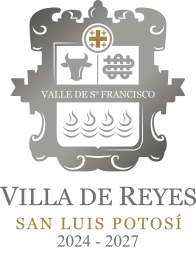 VALLE DE Sⁿ FRANCISCO
VILLA DE REYES
SAN LUIS POTOSÍ
2024 - 2027